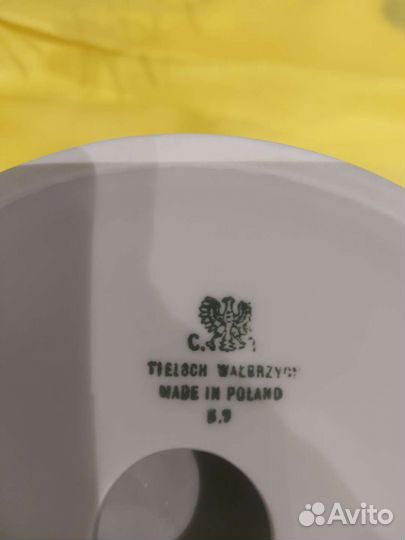 C.
TIELSCH WAŁBRZYCH
MADE IN POLAND
Avito